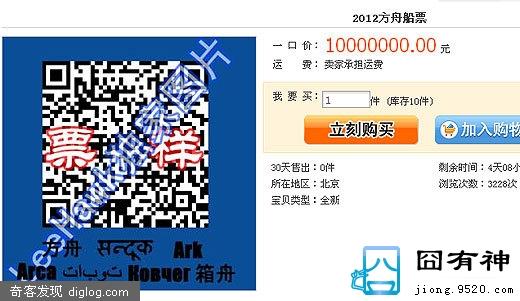 2012方舟船票
一口价：10000000.00 元
运 费：卖家承担运费
我要买：1 件 (库存10件)
立刻购买
加入购物
30天售出：0件
剩余时间：4天08小
所在地区：北京
浏览次数：3228次
宝贝类型：全新
LeeHawk独家图片
票 样
方舟 सन्दूक Ark
Arca تابوت Ковчег 箱舟
奇客发现 diglog.com
囧有神
jiong.9520.com